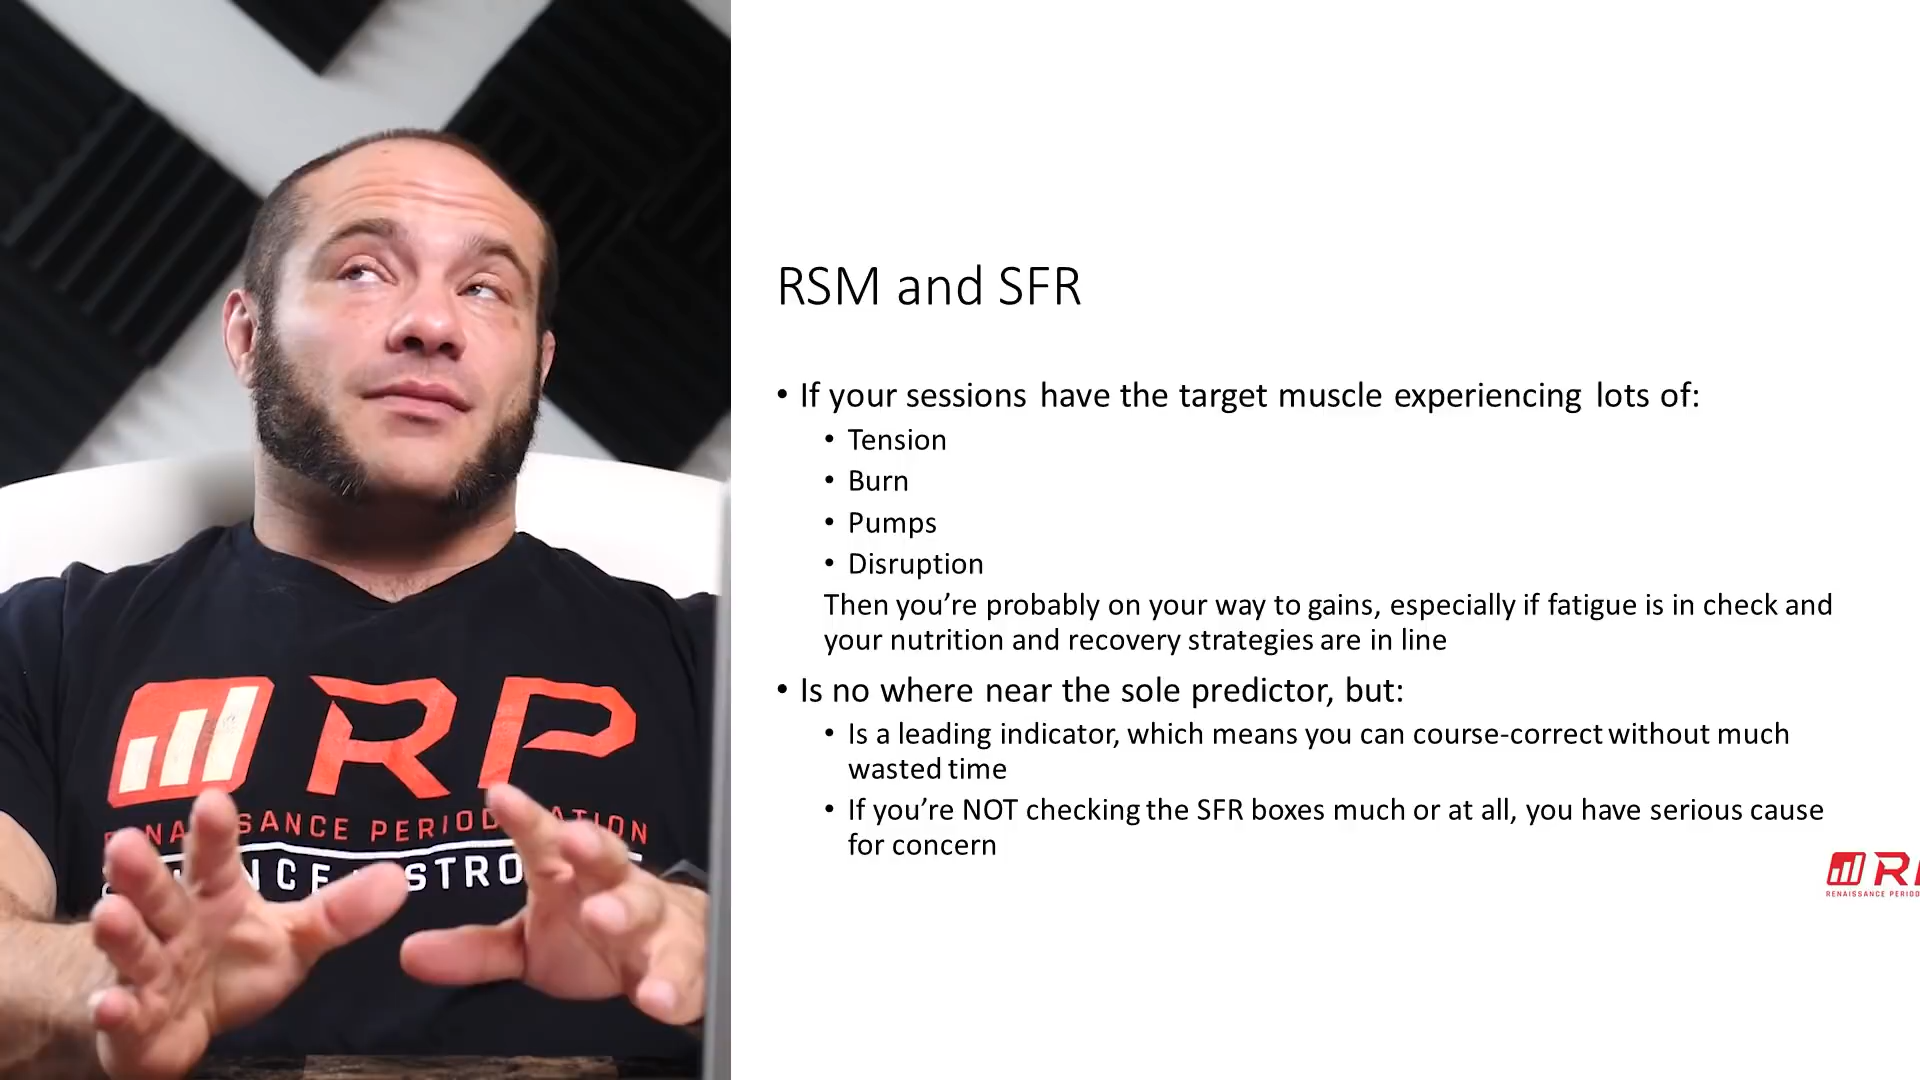 RSM and SFR
• If your sessions have the target muscle experiencing lots of:
• Tension
• Burn
• Pumps
• Disruption
Then you’re probably on your way to gains, especially if fatigue is in check and
your nutrition and recovery strategies are in line
• Is no where near the sole predictor, but:
• Is a leading indicator, which means you can course-correct without much
wasted time
• If you’re NOT checking the SFR boxes much or at all, you have serious cause
for concern
RP